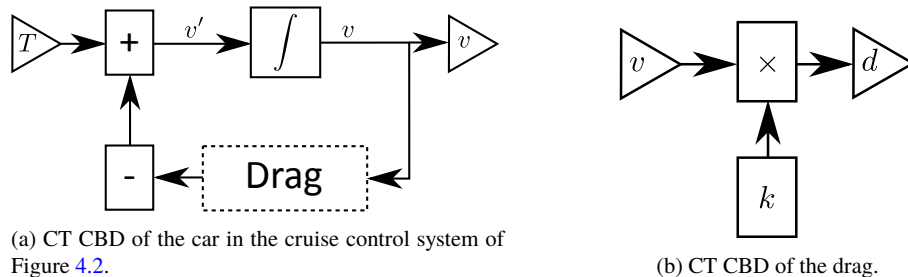 T
+
v′
∫
v
v
-
Drag
(a) CT CBD of the car in the cruise control system of
Figure 4.2.
v
×
d
k
(b) CT CBD of the drag.